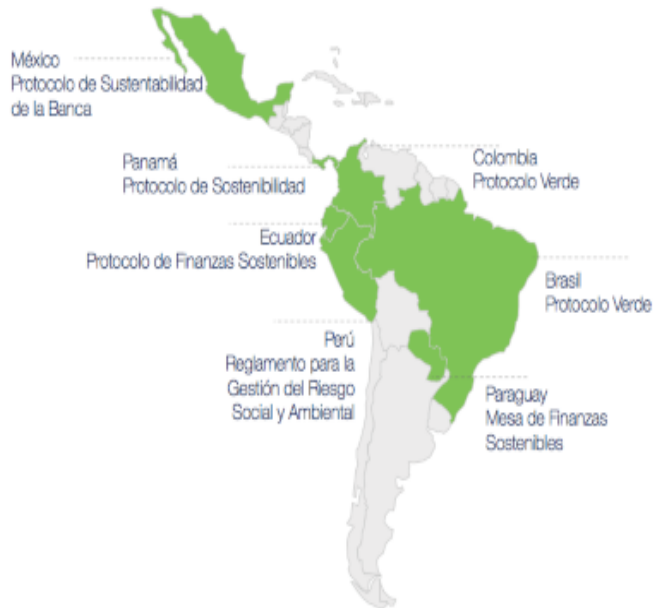 México
Protocolo de Sustentabilidad
de la Banca
Panamá
Protocolo de Sostenibilidad
Colombia
Protocolo Verde
Ecuador
Protocolo de Finanzas Sostenibles
Brasil
Protocolo Verde
Perú
Reglamento para la
Gestión del Riesgo
Social y Ambiental
Paraguay
Mesa de Finanzas
Sostenibles